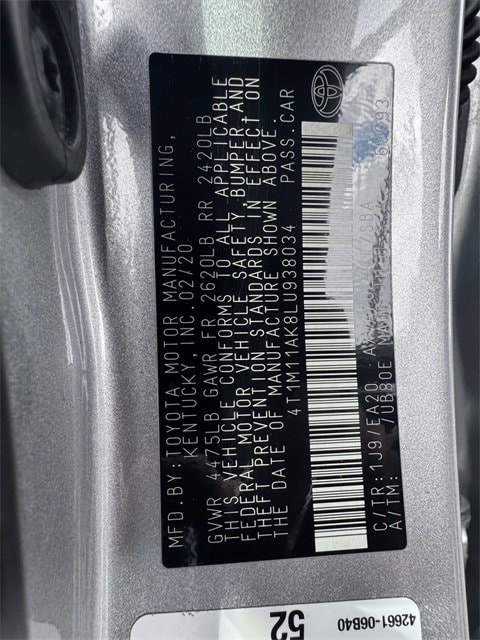 MFD.BY:TOYOTA MOTOR MANUFACTURING,
KENTUCKY, INC. 02/20
GVWR 4475LB GAWR FR 2620LB RR 2420LB
THIS VEHICLE CONFORMS TO ALL APPLICABLE
FEDERAL MOTOR VEHICLE SAFETY, BUMPER AND
THEFT PREVENTION STANDARDS IN EFFECT ON
THE DATE OF MANUFACTURE SHOWN ABOVE.
4T1M11AK8LU938034 PASS.CAR
C/TR: 1J9/EA20
A/TM: /UB80E
52
42661-06B40